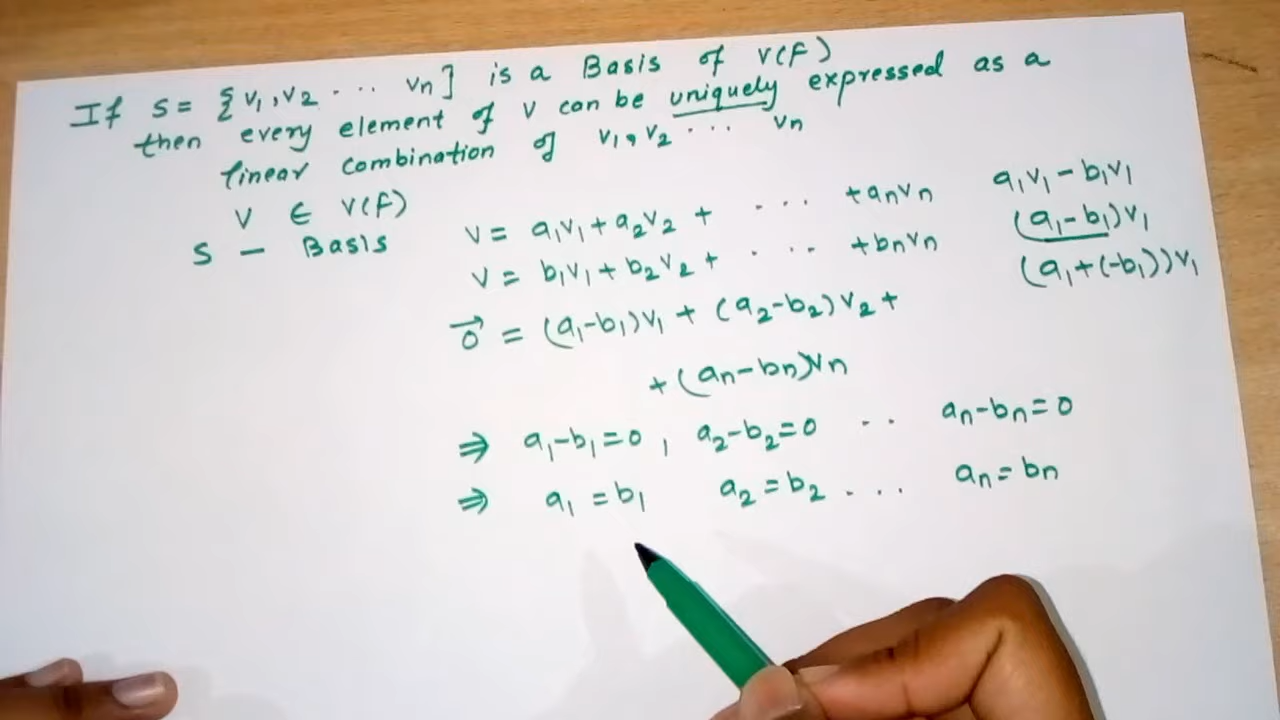 If S = {v₁, v₂ ... vₙ] is a Basis of V(F)
then every element of V can be uniquely expressed as a
linear combination of v₁, v₂ ... vₙ
V ∈ V(F)
S - Basis
V = a₁v₁ + a₂v₂ + ... + aₙvₙ
V = b₁v₁ + b₂v₂ + ... + bₙvₙ
a₁v₁ - b₁v₁
(a₁ - b₁)v₁
(a₁ + (-b₁))v₁
0⃗ = (a₁-b₁)v₁ + (a₂-b₂)v₂ +
+ (aₙ - bₙ)vₙ
⇒ a₁-b₁=0, a₂-b₂=0 .. aₙ-bₙ=0
⇒ a₁ = b₁ a₂ = b₂ ... aₙ = bₙ